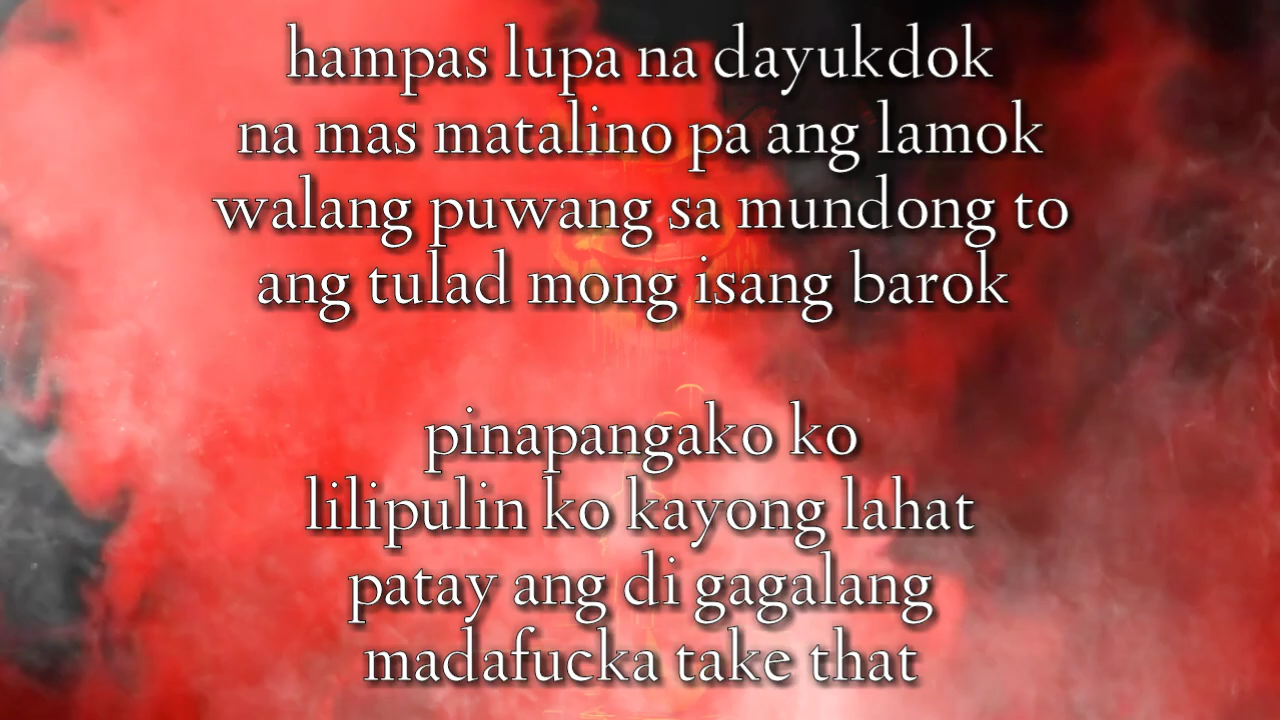 hampas lupa na dayukdok
na mas matalino pa ang lamok
walang puwang sa mundong to
ang tulad mong isang barok
pinapangako ko
lilipulin ko kayong lahat
patay ang di gagalang
madafucka take that